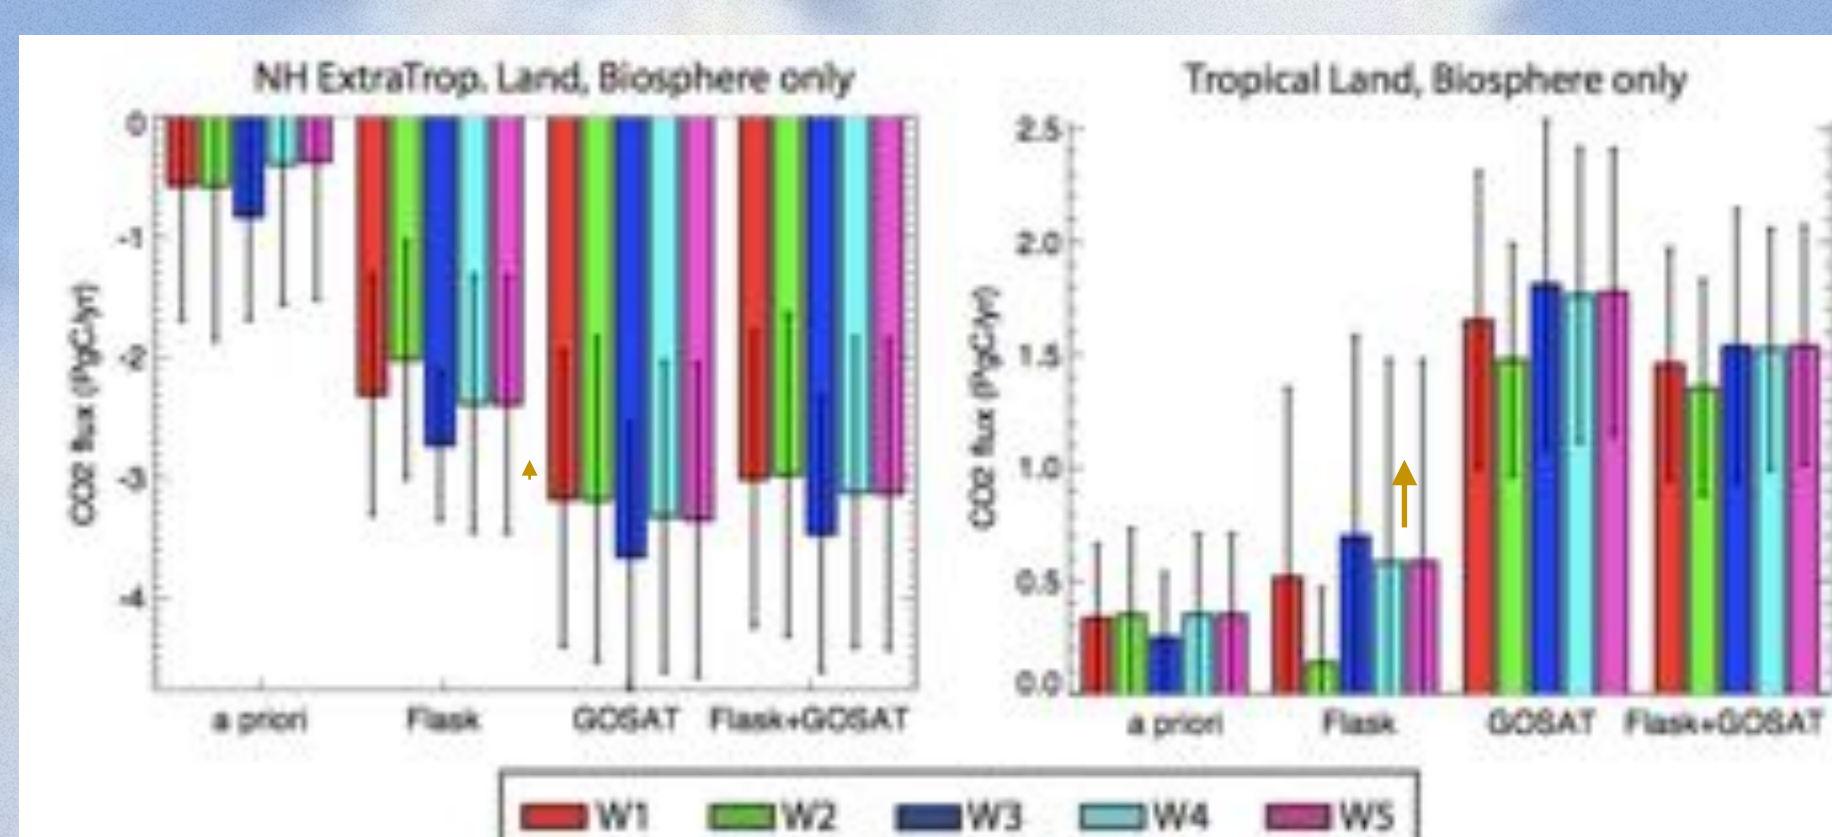 NH ExtraTrop. Land, Biosphere only
0
-1
-2
-3
-4
CO2 flux (PgC/yr)
a priori Flask GOSAT Flask+GOSAT
Tropical Land, Biosphere only
2.5
2.0
1.5
1.0
0.5
0.0
CO2 flux (PgC/yr)
a priori Flask GOSAT Flask+GOSAT
W1 W2 W3 W4 W5